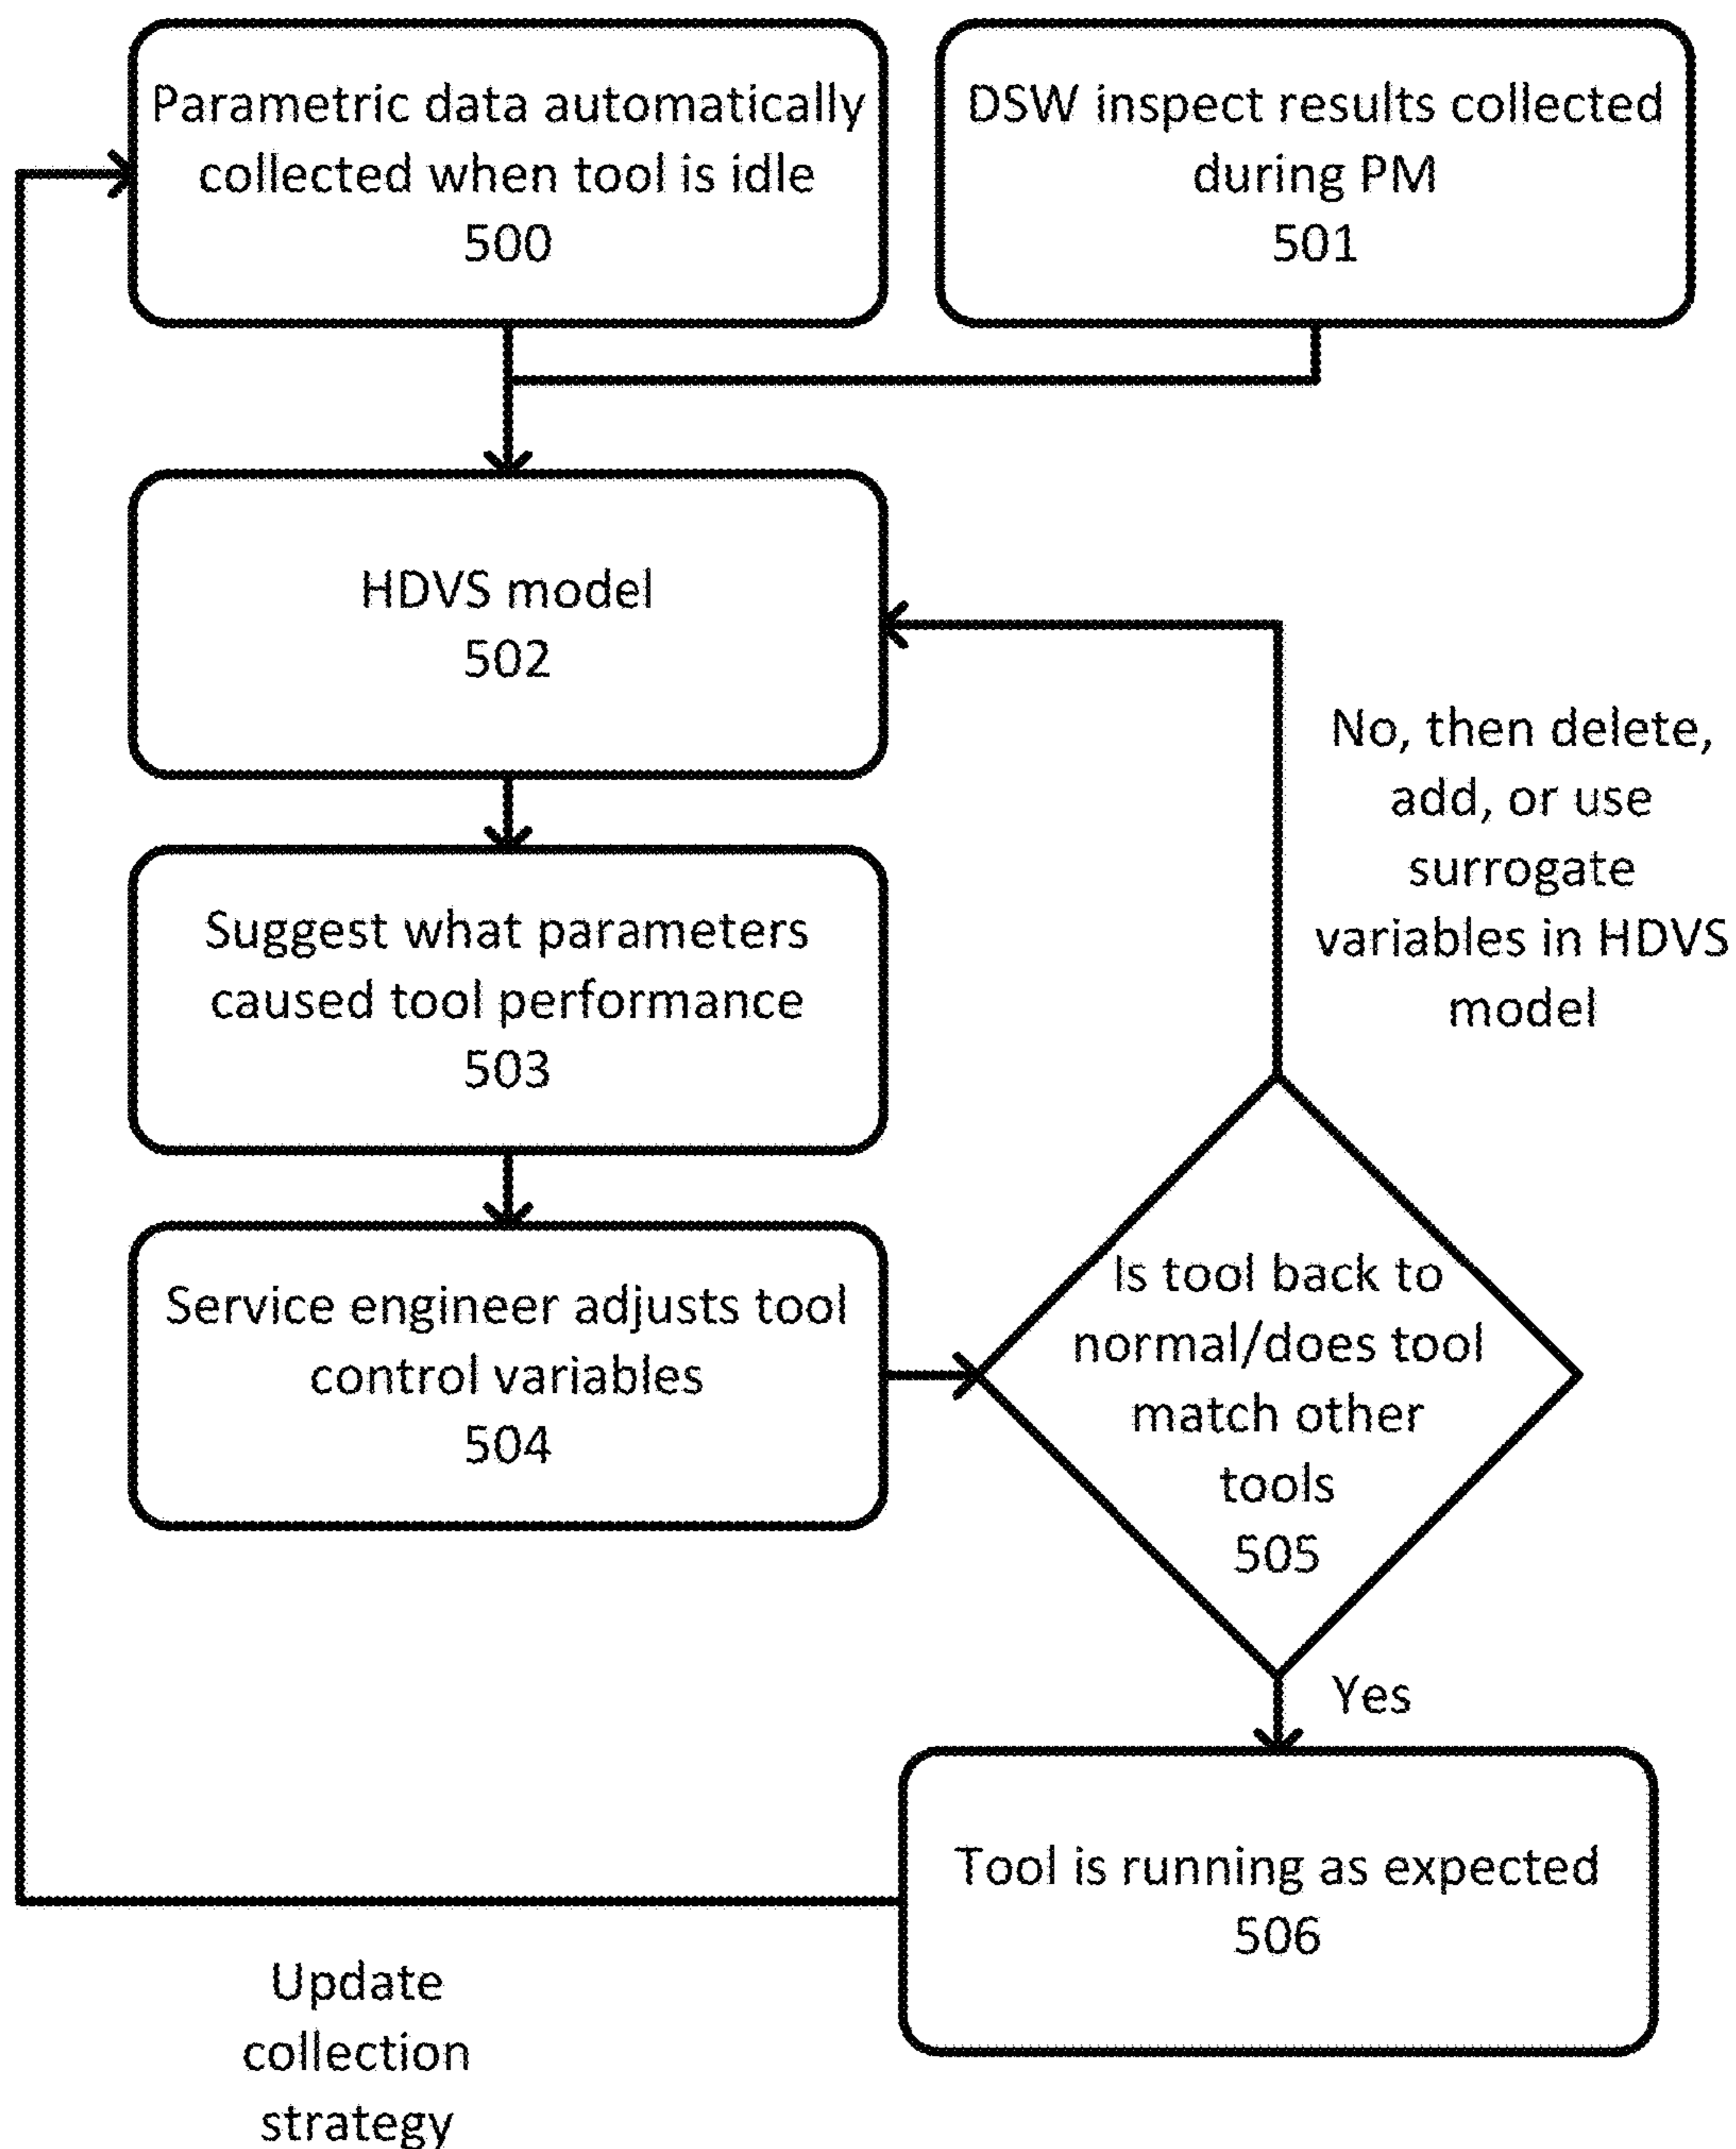 Parametric data automatically
collected when tool is idle
500
DSW inspect results collected
during PM
501
HDVS model
502
No, then delete,
add, or use
surrogate
variables in HDVS
model
Suggest what parameters
caused tool performance
503
Service engineer adjusts tool
control variables
504
Is tool back to
normal/does tool
match other
tools
505
Yes
Tool is running as expected
506
Update
collection
strategy